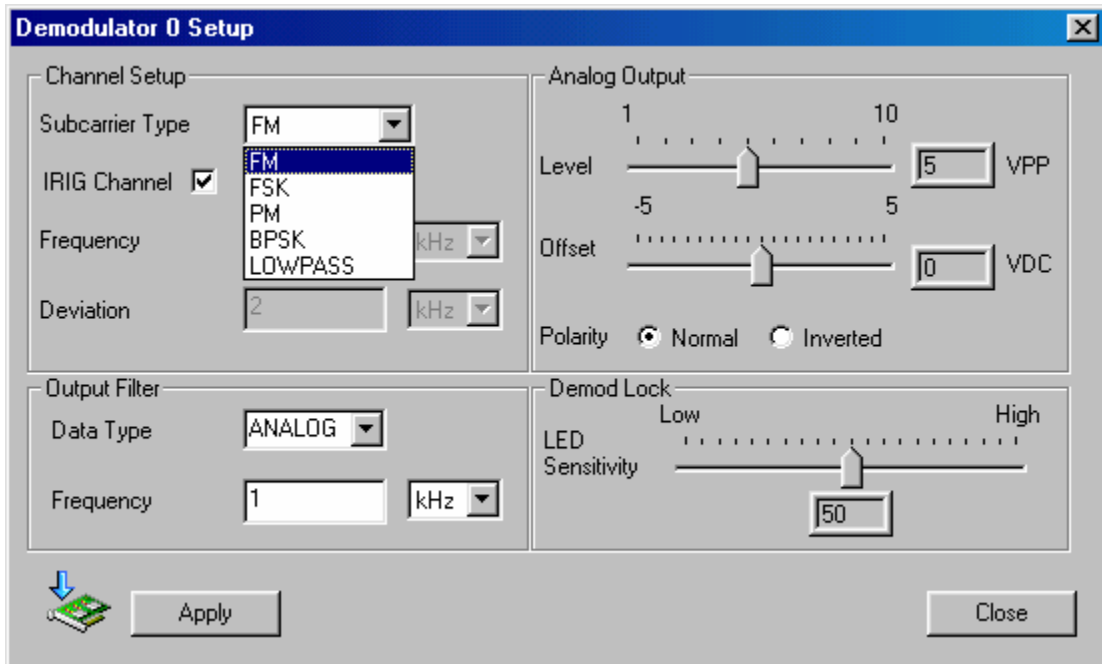 Demodulator 0 Setup
Channel Setup
Subcarrier Type FM
FM
FSK
PM
BPSK
LOWPASS
IRIG Channel
Frequency kHz
Deviation 2 kHz
Output Filter
Data Type ANALOG
Frequency 1 kHz
Analog Output
1 10
Level 5 VPP
-5 5
Offset 0 VDC
Polarity Normal Inverted
Demod Lock
Low High
LED
Sensitivity
50
Apply
Close